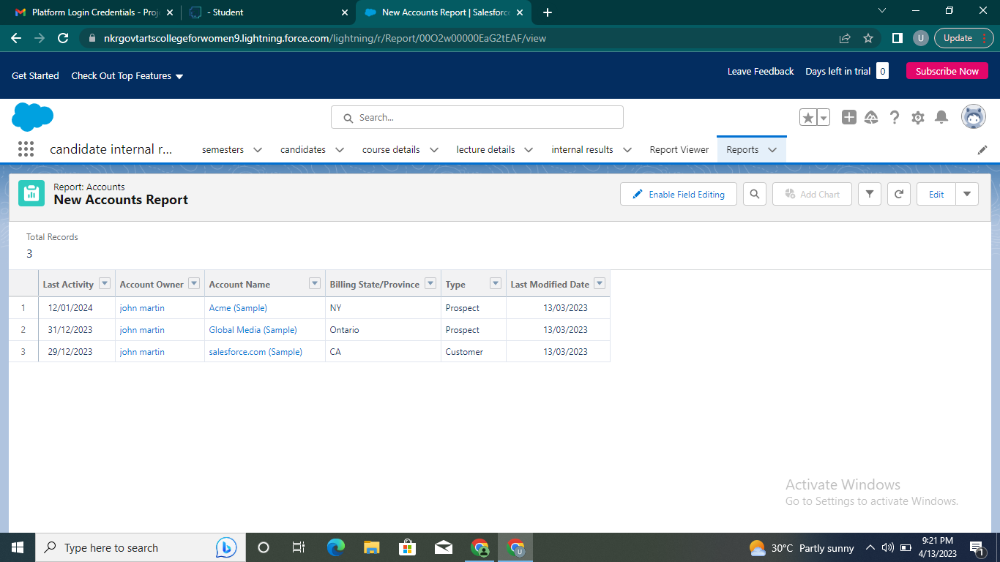 Platform Login Credentials - Proj
- Student
New Accounts Report | Salesforc
nkrgovtartscollegeforwomen9.lightning.force.com/lightning/r/Report/00O2w00000EaG2tEAF/view
U
Update
Get Started
Check Out Top Features
Leave Feedback
Days left in trial 0
Subscribe Now
Search...
candidate internal r...
semesters
candidates
course details
lecture details
internal results
Report Viewer
Reports
Report: Accounts
New Accounts Report
Enable Field Editing
Add Chart
Edit
Total Records
3
Last Activity Account Owner Account Name Billing State/Province Type Last Modified Date
1 12/01/2024 john martin Acme (Sample) NY Prospect 13/03/2023
2 31/12/2023 john martin Global Media (Sample) Ontario Prospect 13/03/2023
3 29/12/2023 john martin salesforce.com (Sample) CA Customer 13/03/2023
Activate Windows
Go to Settings to activate Windows.
Type here to search
U
30°C Partly sunny
9:21 PM
4/13/2023
1